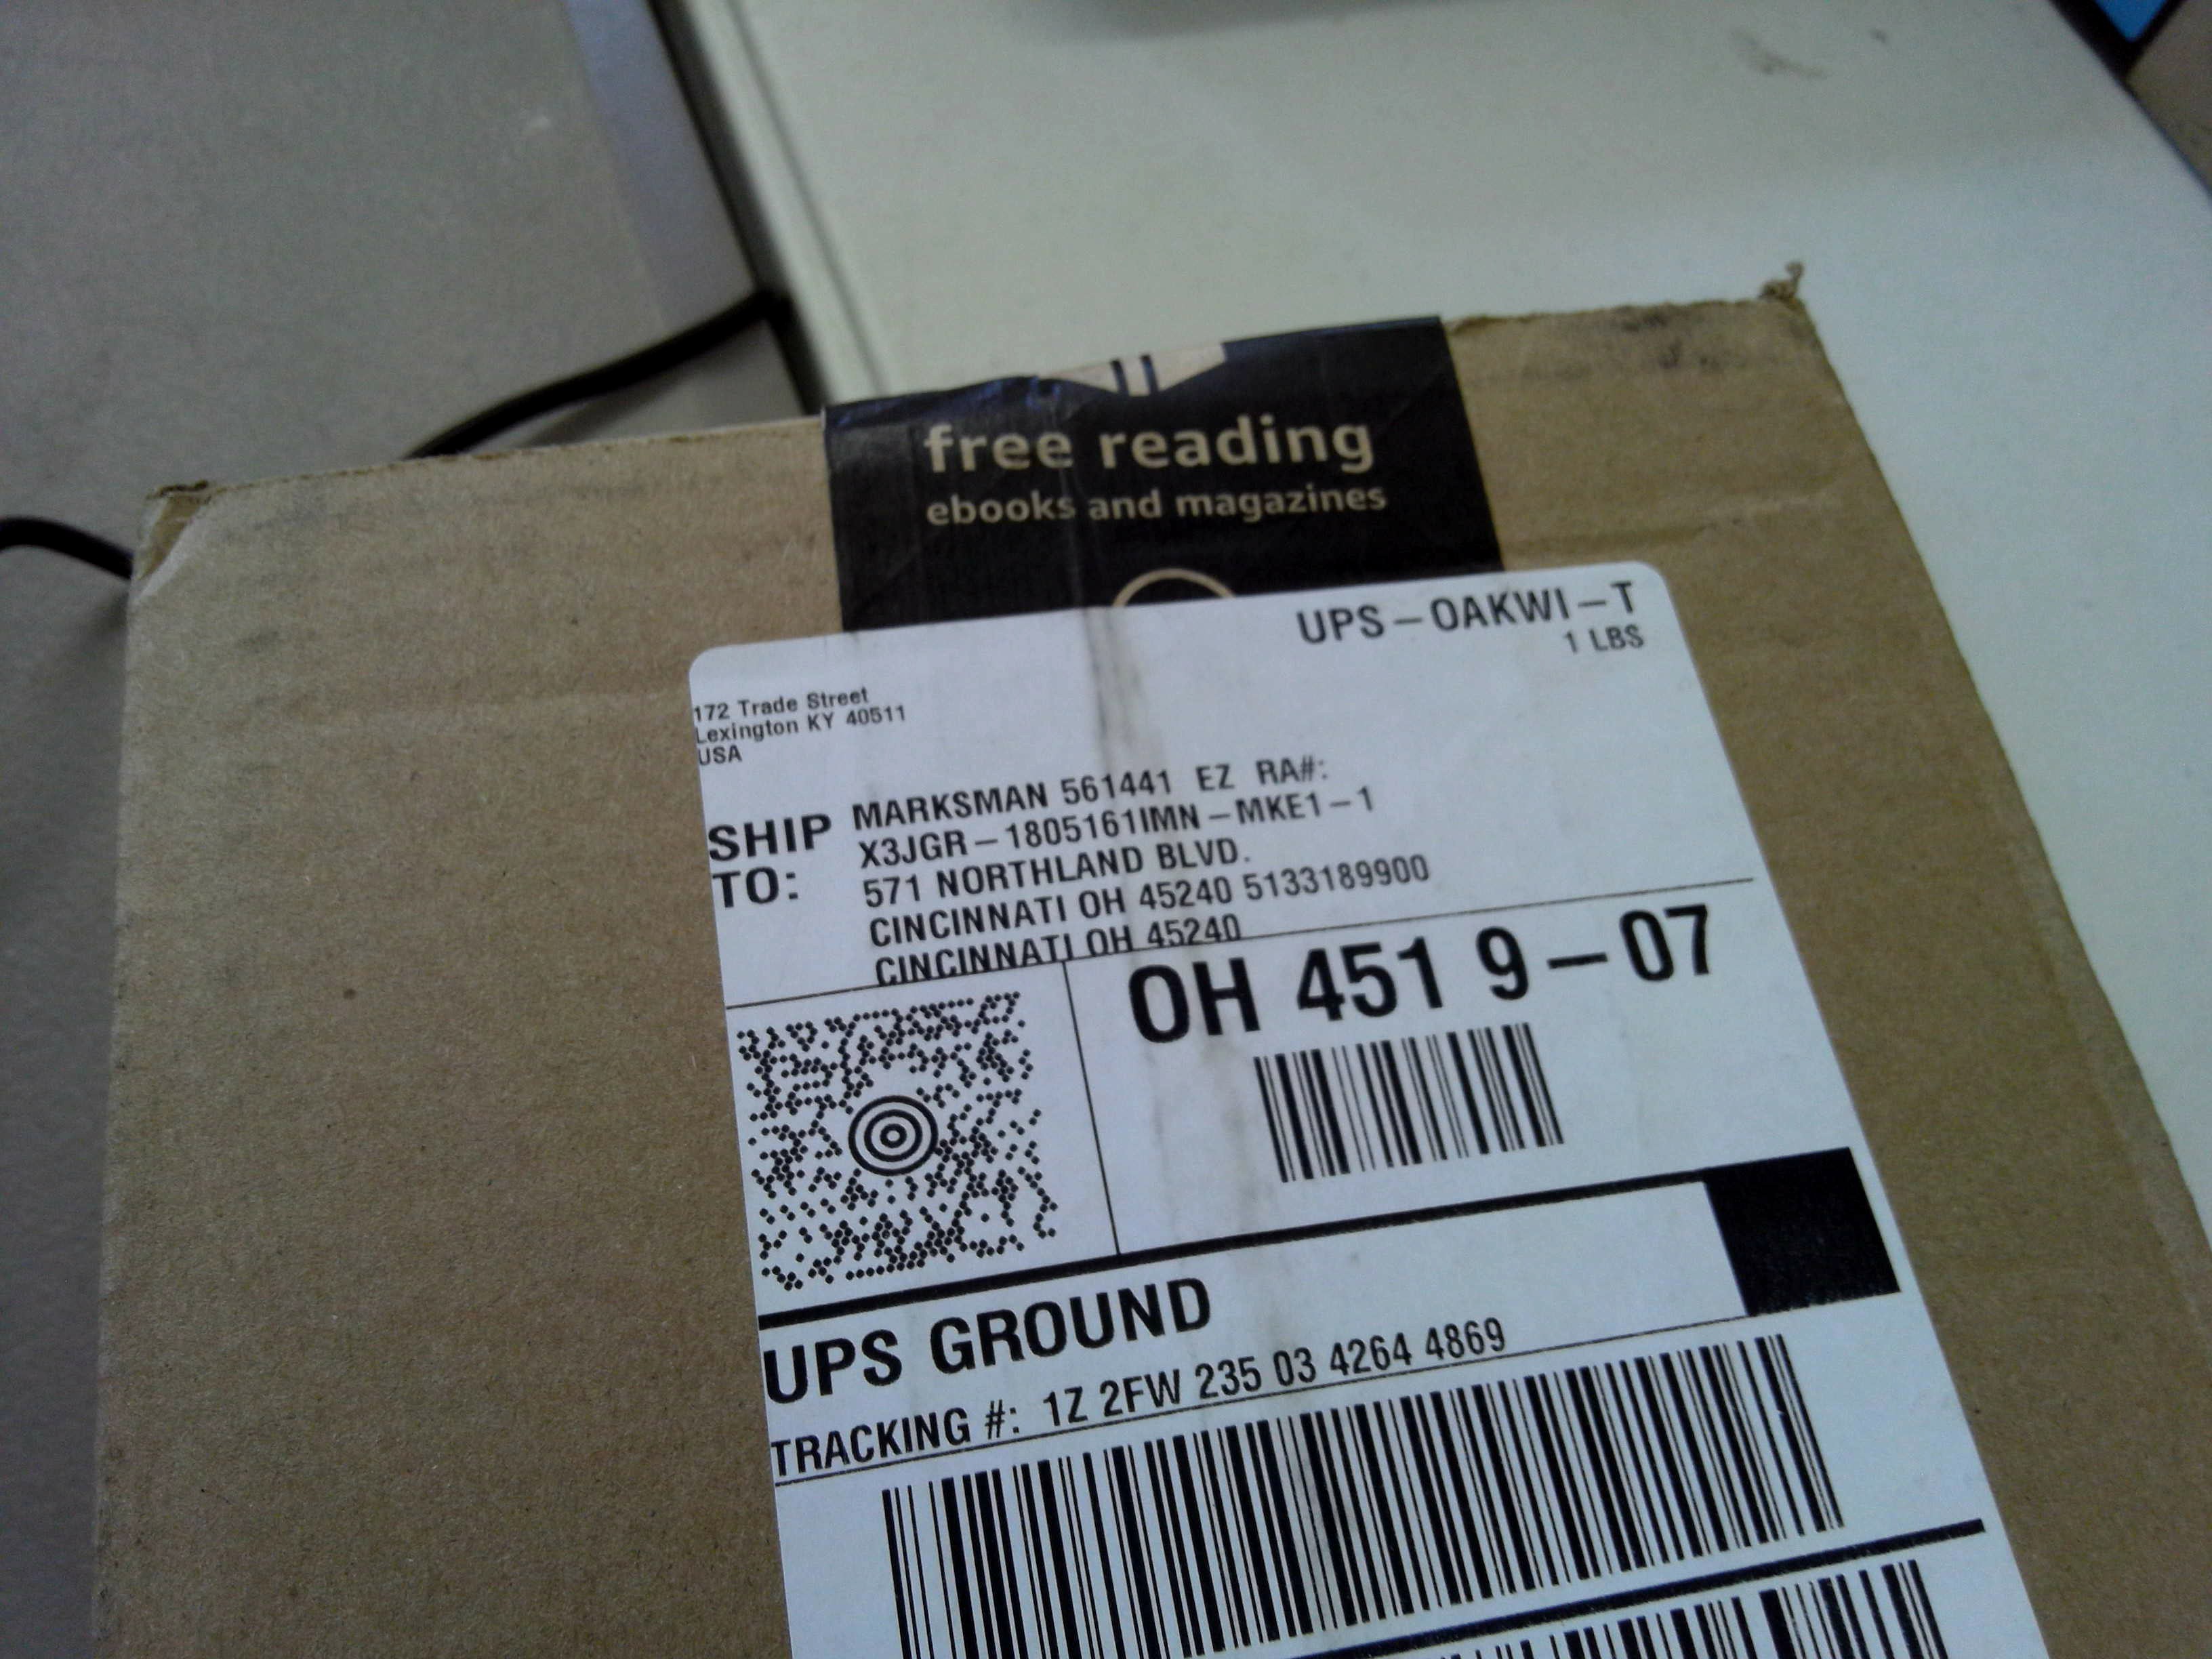 free reading
ebooks and magazines
UPS-OAKWI-T
1 LBS
172 Trade Street
Lexington KY 40511
USA
SHIP TO:
MARKSMAN 561441 EZ RA#:
X3JGR-1805161IMN-MKE1-1
571 NORTHLAND BLVD.
CINCINNATI OH 45240 5133189900
CINCINNATI OH 45240
OH 451 9-07
UPS GROUND
TRACKING #: 1Z 2FW 235 03 4264 4869